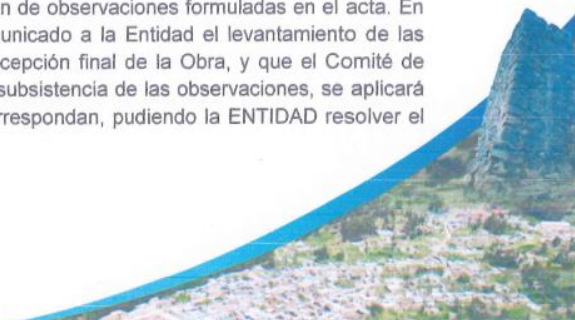 n de observaciones formuladas en el acta. En
unicado a la Entidad el levantamiento de las
cepción final de la Obra, y que el Comité de
subsistencia de las observaciones, se aplicará
rrespondan, pudiendo la ENTIDAD resolver el